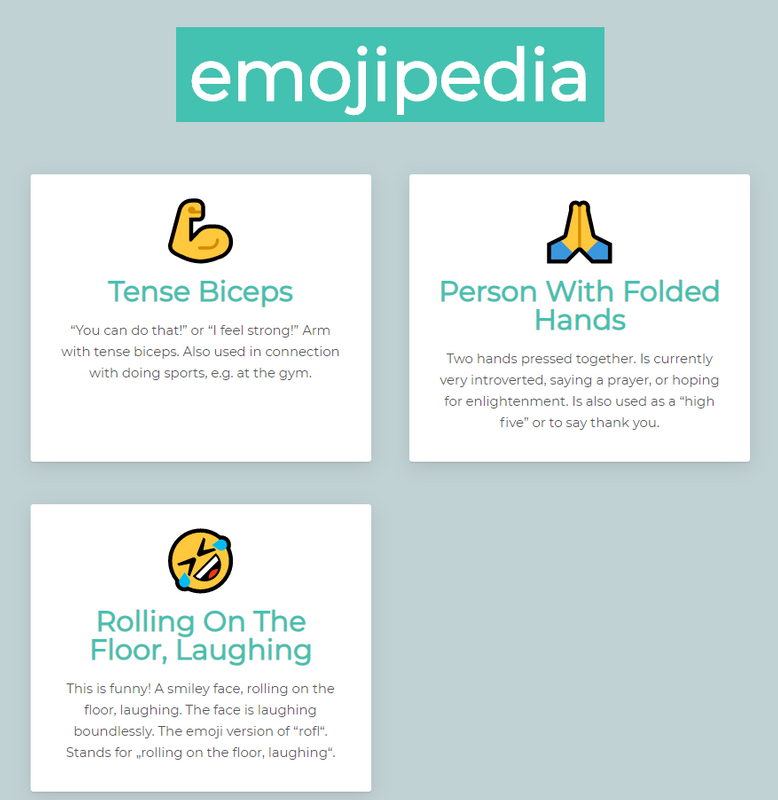 emojipedia
Tense Biceps
“You can do that!” or “I feel strong!” Arm
with tense biceps. Also used in connection
with doing sports, e.g. at the gym.
Person With Folded
Hands
Two hands pressed together. Is currently
very introverted, saying a prayer, or hoping
for enlightenment. Is also used as a “high
five” or to say thank you.
Rolling On The
Floor, Laughing
This is funny! A smiley face, rolling on the
floor, laughing. The face is laughing
boundlessly. The emoji version of “rofl“.
Stands for „rolling on the floor, laughing“.